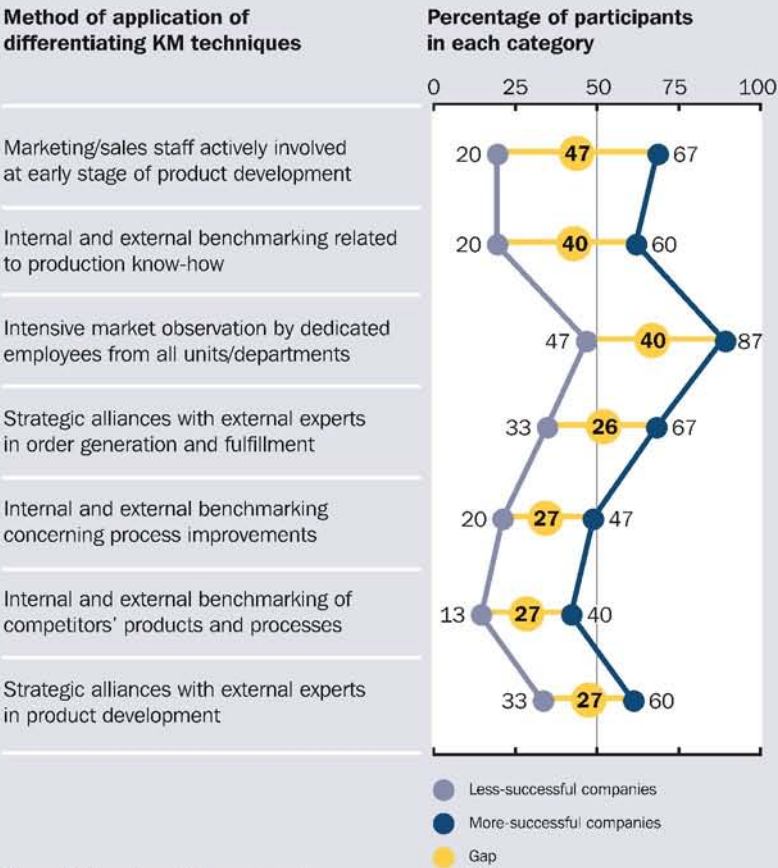 Method of application of
differentiating KM techniques
Percentage of participants
in each category
0 25 50 75 100
Marketing/sales staff actively involved
at early stage of product development
20 47 67
Internal and external benchmarking related
to production know-how
20 40 60
Intensive market observation by dedicated
employees from all units/departments
47 40 87
Strategic alliances with external experts
in order generation and fulfillment
33 26 67
Internal and external benchmarking
concerning process improvements
20 27 47
Internal and external benchmarking of
competitors' products and processes
13 27 40
Strategic alliances with external experts
in product development
33 27 60
Less-successful companies
More-successful companies
Gap